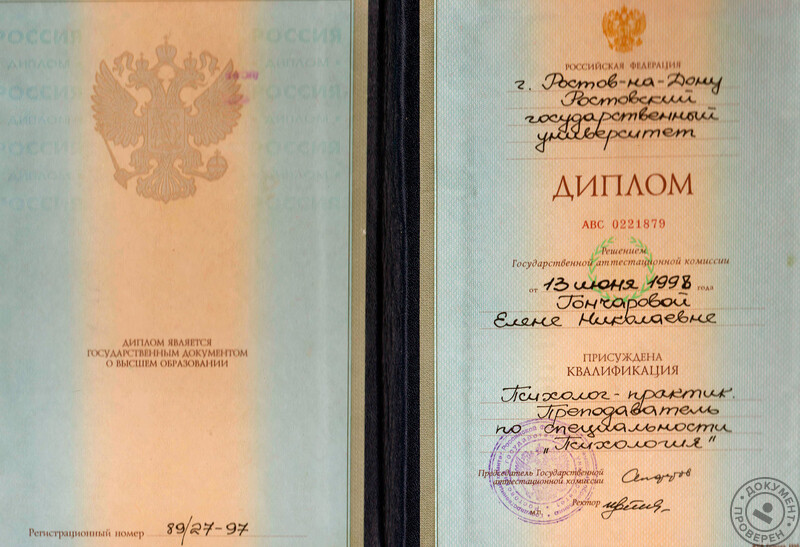 РОССИЯ
ДИПЛОМ
ДИПЛОМ ЯВЛЯЕТСЯ
ГОСУДАРСТВЕННЫМ ДОКУМЕНТОМ
О ВЫСШЕМ ОБРАЗОВАНИИ
Регистрационный номер 89/27-97
РОССИЙСКАЯ ФЕДЕРАЦИЯ
г. Ростов-на-Дону
Ростовский
государственный
университет
ДИПЛОМ
АВС 0221879
Решением
Государственной аттестационной комиссии
от 13 июня 1998 года
Гончаровой
Елене Николаевне
ПРИСУЖДЕНА
КВАЛИФИКАЦИЯ
Психолог-практик.
Преподаватель
по специальности
„Психология"
Председатель Государственной
аттестационной комиссии
М.П.
Ректор
ДОКУМЕНТ ПРОВЕРЕН